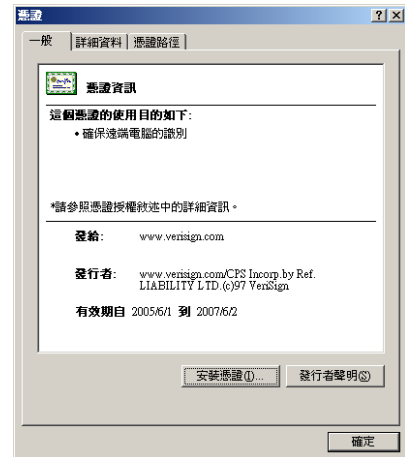 憑證
? ×
一般 詳細資料 憑證路徑
憑證資訊
這個憑證的使用目的如下:
• 確保遠端電腦的識別
*請參照憑證授權敘述中的詳細資訊。
發給: www.verisign.com
發行者: www.verisign.com/CPS Incorp.by Ref.
LIABILITY LTD.(c)97 VeriSign
有效期自 2005/6/1 到 2007/6/2
安裝憑證(I)... 發行者聲明(S)
確定